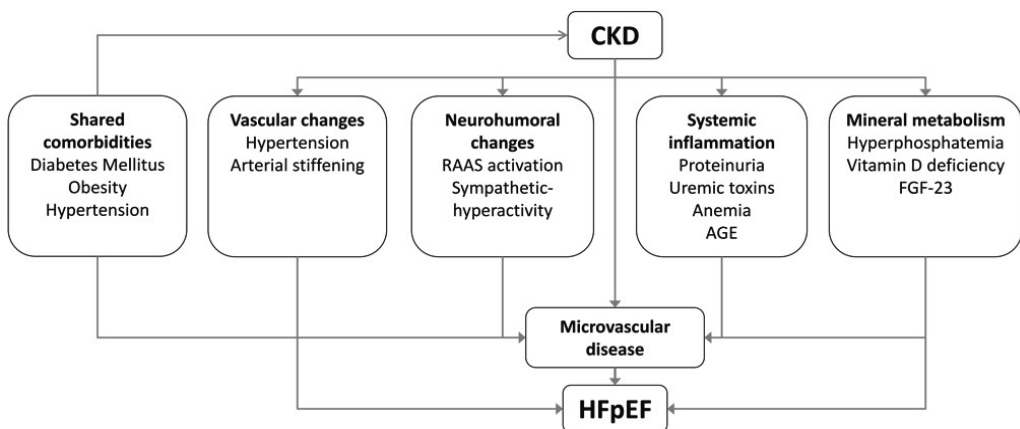 CKD
Shared
comorbidities
Diabetes Mellitus
Obesity
Hypertension
Vascular changes
Hypertension
Arterial stiffening
Neurohumoral
changes
RAAS activation
Sympathetic-
hyperactivity
Systemic
inflammation
Proteinuria
Uremic toxins
Anemia
AGE
Mineral metabolism
Hyperphosphatemia
Vitamin D deficiency
FGF-23
Microvascular
disease
HFpEF